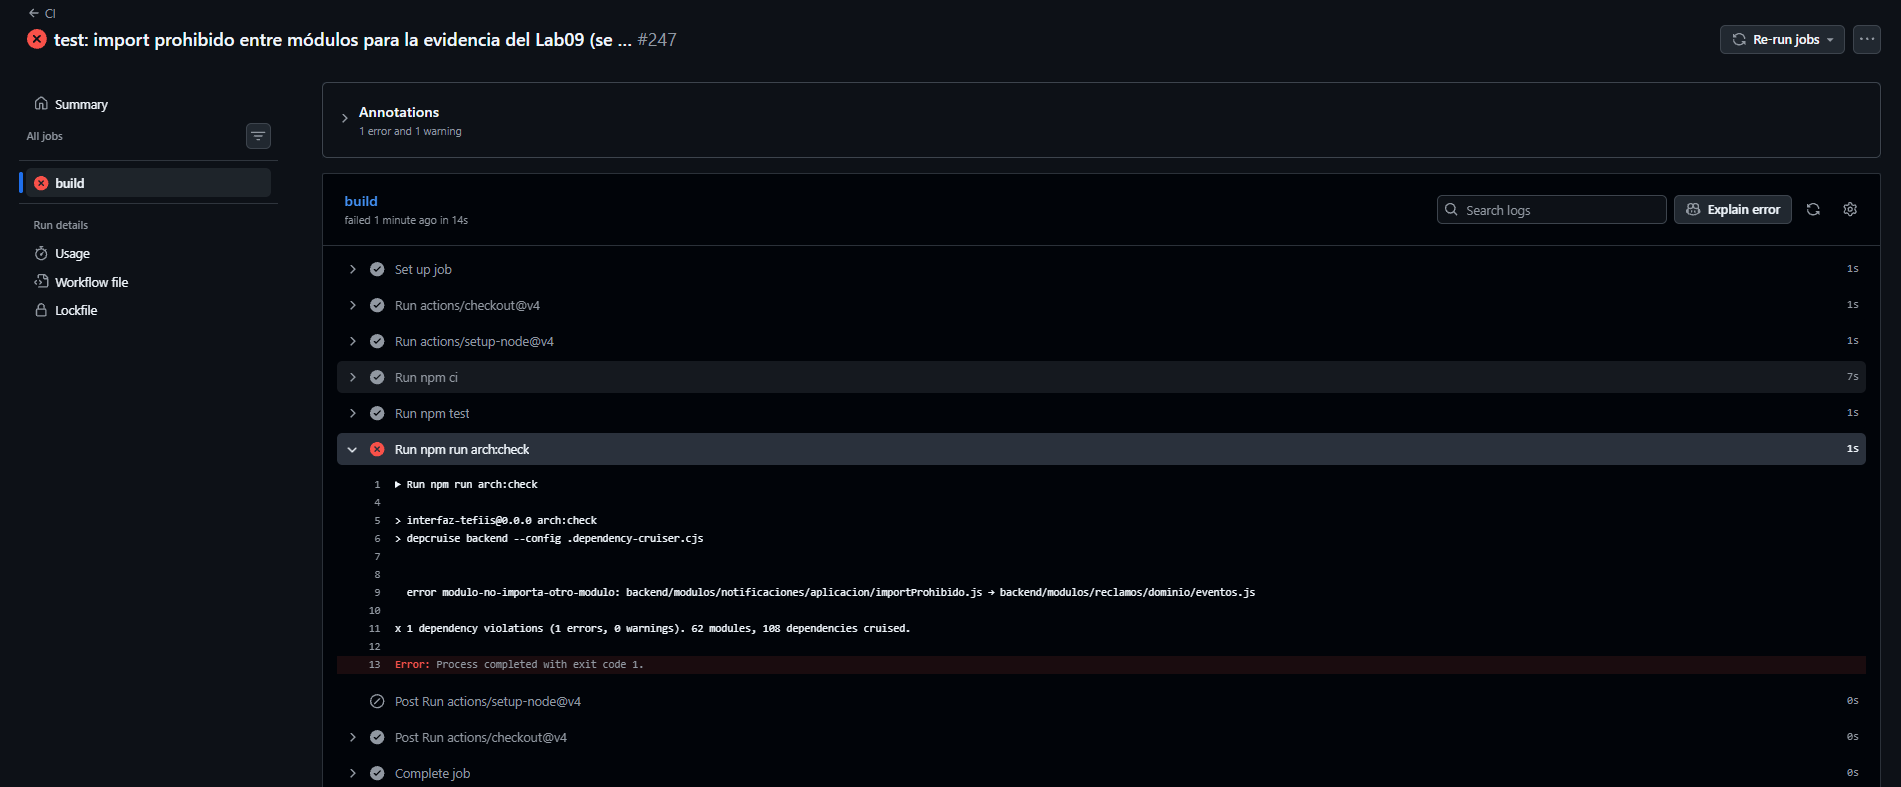 CI
test: import prohibido entre módulos para la evidencia del Lab09 (se ... #247
Re-run jobs
Summary
All jobs
build
Run details
Usage
Workflow file
Lockfile
Annotations
1 error and 1 warning
build
failed 1 minute ago in 14s
Search logs
Explain error
Set up job 1s
Run actions/checkout@v4 1s
Run actions/setup-node@v4 1s
Run npm ci 7s
Run npm test 1s
Run npm run arch:check 1s
1 ▶ Run npm run arch:check
4
5 > interfaz-tefiis@0.0.0 arch:check
6 > depcruise backend --config .dependency-cruiser.cjs
7
8
9 error modulo-no-importa-otro-modulo: backend/modulos/notificaciones/aplicacion/importProhibido.js → backend/modulos/reclamos/dominio/eventos.js
10
11 x 1 dependency violations (1 errors, 0 warnings). 62 modules, 108 dependencies cruised.
12
13 Error: Process completed with exit code 1.
Post Run actions/setup-node@v4 0s
Post Run actions/checkout@v4 0s
Complete job 0s